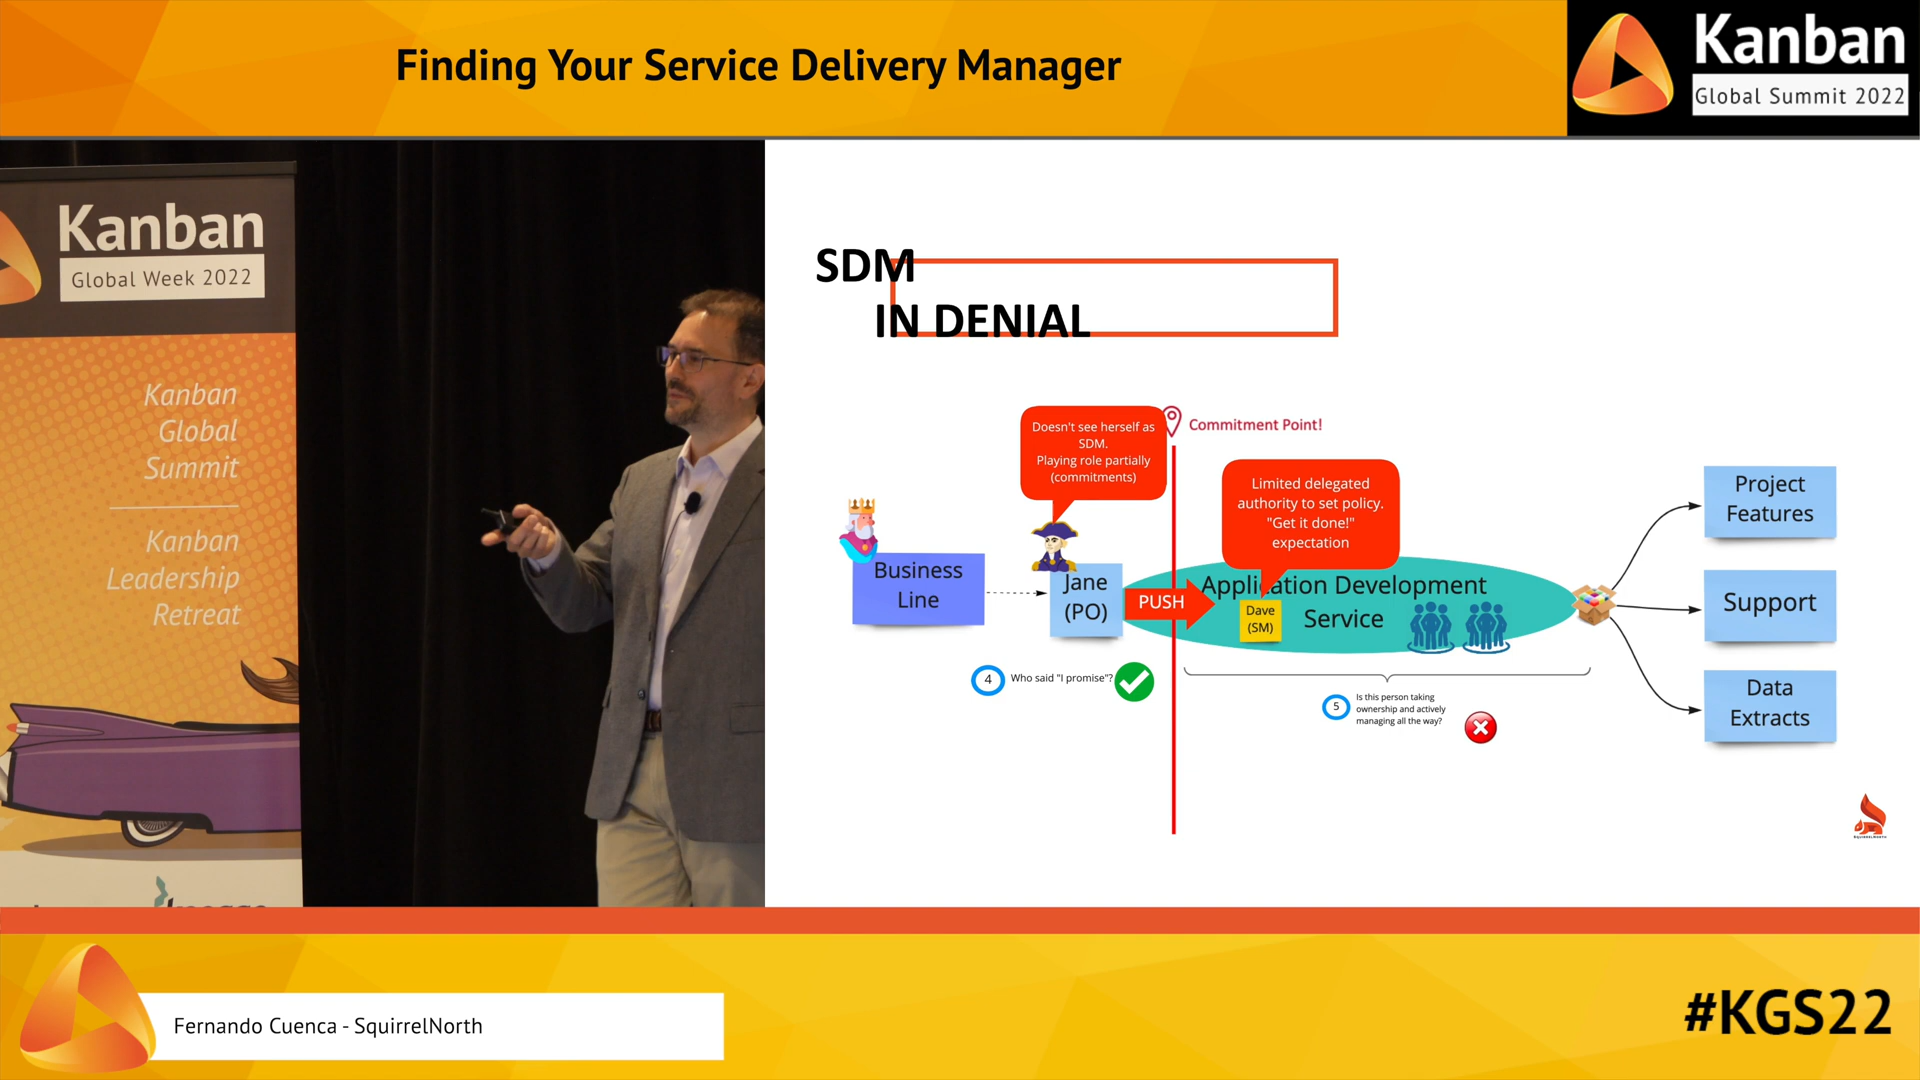 Finding Your Service Delivery Manager
Kanban
Global Summit 2022
Kanban
Global Week 2022
Kanban
Global
Summit
Kanban
Leadership
Retreat
SDM
IN DENIAL
Doesn't see herself as
SDM.
Playing role partially
(commitments)
Commitment Point!
Limited delegated
authority to set policy.
"Get it done!"
expectation
Business
Line
Jane
(PO)
PUSH
Application Development
Service
Dave
(SM)
Project
Features
Support
Data
Extracts
4
Who said "I promise"?
5
Is this person taking
ownership and actively
managing all the way?
SQUIRRELNORTH
Fernando Cuenca - SquirrelNorth
#KGS22